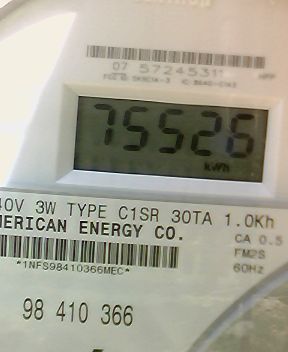 07 5724531
75526
kWh
40V 3W TYPE C1SR 30TA 1.0Kh
MERICAN ENERGY CO.
CA 0.5
FM2S
*1NFS98410366MEC*
60Hz
98 410 366